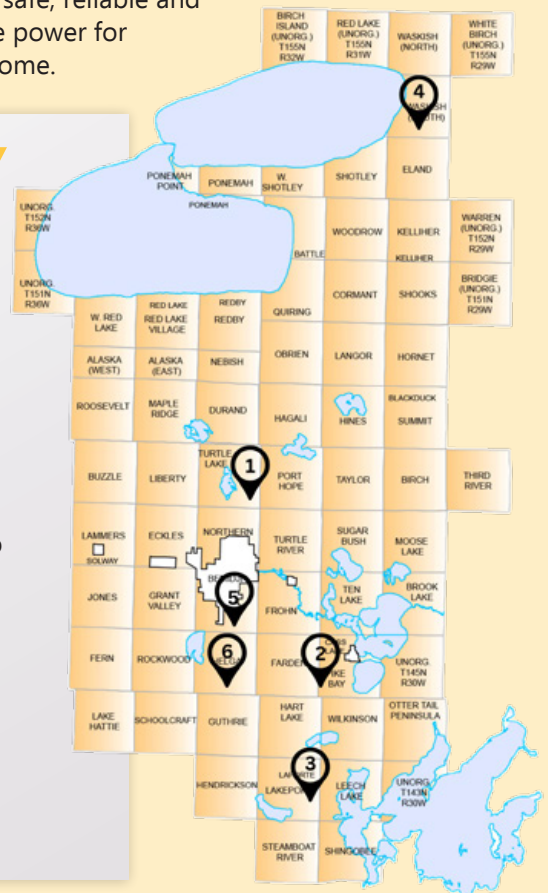 safe, reliable and
e power for
ome.
BIRCH
ISLAND
(UNORG.)
T155N
R32W
RED LAKE
(UNORG.)
T155N
R31W
WASKISH
(NORTH)
WHITE
BIRCH
(UNORG.)
T155N
R29W
4
PONEMAH
POINT
PONEMAH
W.
SHOTLEY
SHOTLEY
ELAND
UNORG.
T152N
R36W
PONEMAH
BATTLE
WOODROW
KELLIHER
KELLIHER
WARREN
(UNORG.)
T152N
R29W
UNORG.
T151N
R36W
W. RED
LAKE
RED LAKE
RED LAKE
VILLAGE
REDBY
REDBY
QUIRING
CORMANT
SHOOKS
BRIDGIE
(UNORG.)
T151N
R29W
ALASKA
(WEST)
ALASKA
(EAST)
NEBISH
OBRIEN
LANGOR
HORNET
ROOSEVELT
MAPLE
RIDGE
DURAND
HAGALI
HINES
BLACKDUCK
SUMMIT
BUZZLE
LIBERTY
TURTLE
LAKE
1
PORT
HOPE
TAYLOR
BIRCH
THIRD
RIVER
LAMMERS
SOLWAY
ECKLES
NORTHERN
TURTLE
RIVER
SUGAR
BUSH
MOOSE
LAKE
JONES
GRANT
VALLEY
5
FROHN
TEN
LAKE
BROOK
LAKE
FERN
ROCKWOOD
6
FARDEN
2
PIKE
BAY
UNORG.
T145N
R30W
LAKE
HATTIE
SCHOOLCRAFT
GUTHRIE
HART
LAKE
WILKINSON
OTTER TAIL
PENINSULA
HENDRICKSON
3
LEECH
LAKE
UNORG.
T143N
R30W
STEAMBOAT
RIVER
SHINGOBEE